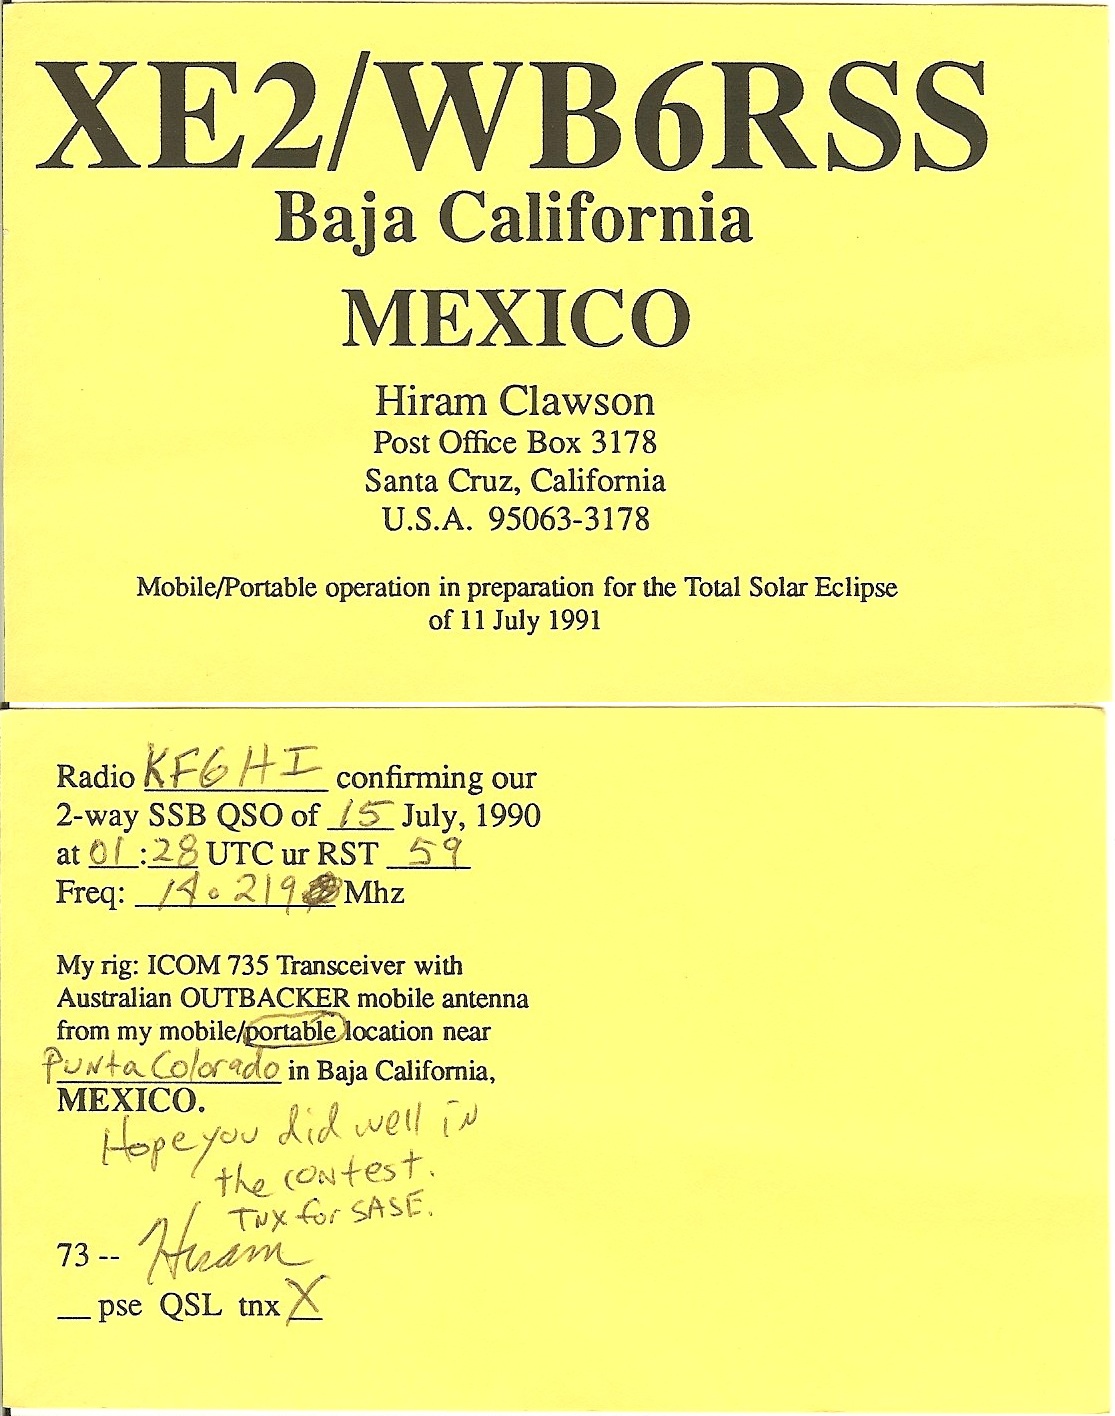 XE2/WB6RSS
Baja California
MEXICO
Hiram Clawson
Post Office Box 3178
Santa Cruz, California
U.S.A. 95063-3178
Mobile/Portable operation in preparation for the Total Solar Eclipse
of 11 July 1991
Radio KF6HI confirming our
2-way SSB QSO of 15 July, 1990
at 01:28 UTC ur RST 59
Freq: 14.219 Mhz
My rig: ICOM 735 Transceiver with
Australian OUTBACKER mobile antenna
from my mobile/portable location near
Punta Colorado in Baja California,
MEXICO.
Hope you did well in
the contest.
TNX for SASE.
73 -- Hiram
__ pse QSL tnx X